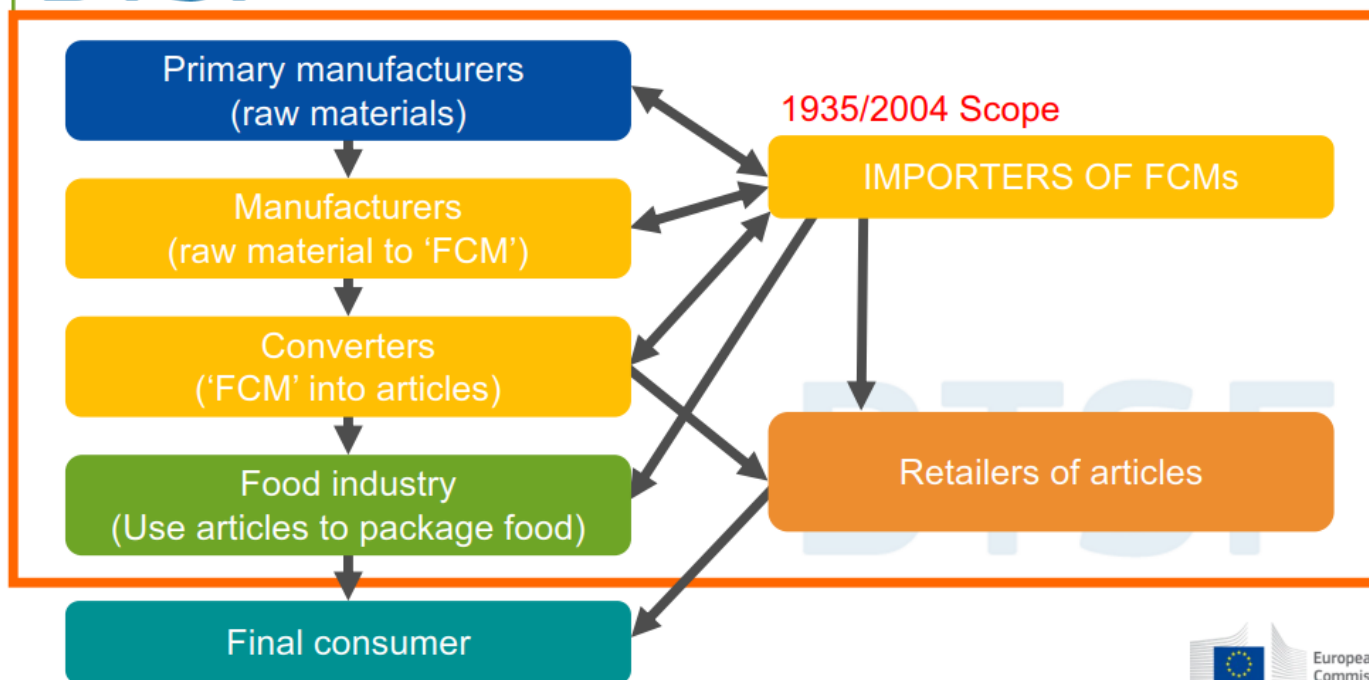 Primary manufacturers
(raw materials)
1935/2004 Scope
IMPORTERS OF FCMs
Manufacturers
(raw material to ‘FCM’)
Converters
(‘FCM’ into articles)
BTSF
Retailers of articles
Food industry
(Use articles to package food)
Final consumer